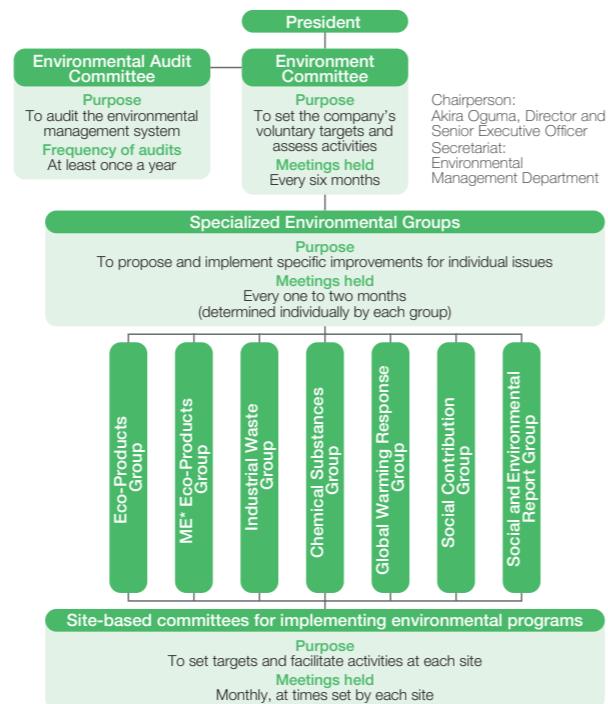 President
Environmental Audit
Committee
Purpose
To audit the environmental
management system
Frequency of audits
At least once a year
Environment
Committee
Purpose
To set the company's
voluntary targets and
assess activities
Meetings held
Every six months
Chairperson:
Akira Oguma, Director and
Senior Executive Officer
Secretariat:
Environmental
Management Department
Specialized Environmental Groups
Purpose
To propose and implement specific improvements for individual issues
Meetings held
Every one to two months
(determined individually by each group)
Eco-Products
Group
ME* Eco-Products
Group
Industrial Waste
Group
Chemical Substances
Group
Global Warming Response
Group
Social Contribution
Group
Social and Environmental
Report Group
Site-based committees for implementing environmental programs
Purpose
To set targets and facilitate activities at each site
Meetings held
Monthly, at times set by each site